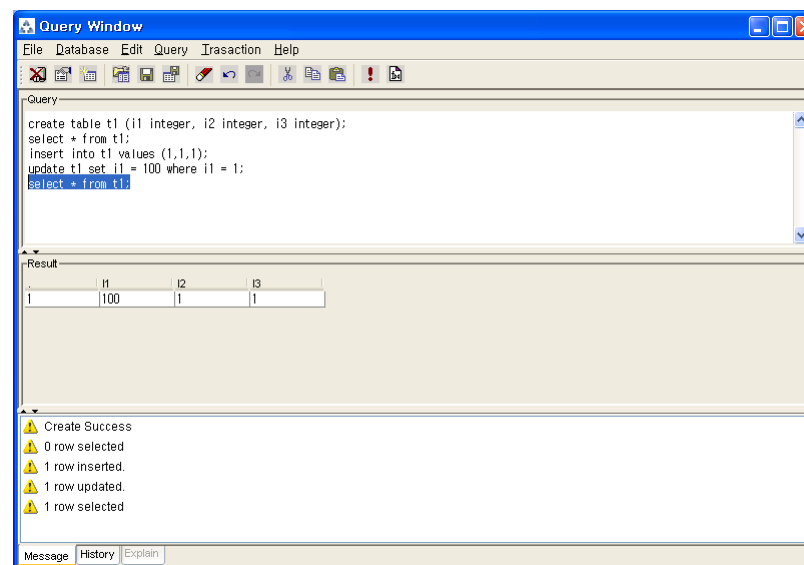 Query Window
File Database Edit Query Trasaction Help
Query
create table t1 (i1 integer, i2 integer, i3 integer);
select * from t1;
insert into t1 values (1,1,1);
update t1 set i1 = 100 where i1 = 1;
select * from t1;
Result
. I1 I2 I3
1 100 1 1
Create Success
0 row selected
1 row inserted.
1 row updated.
1 row selected
Message History Explain